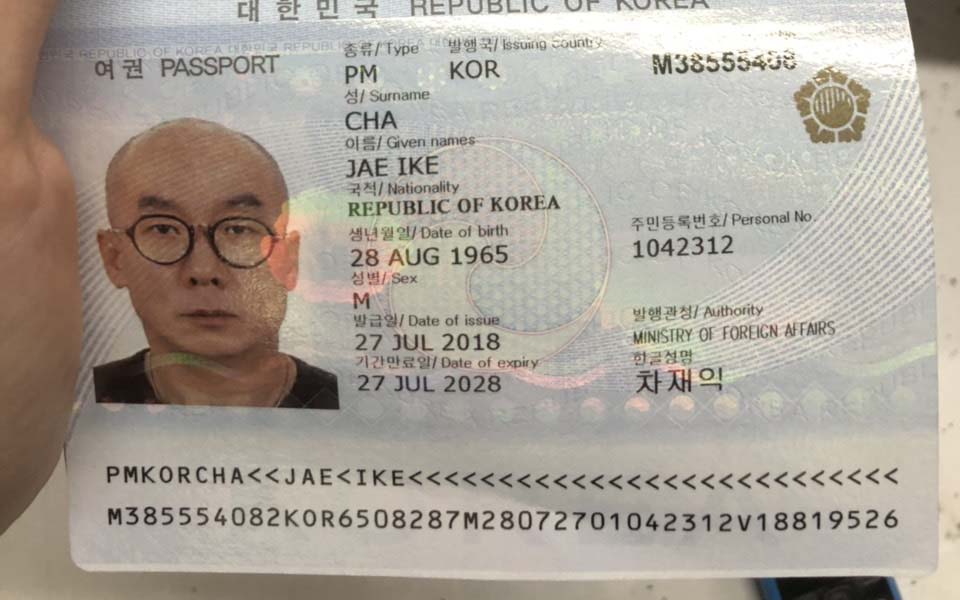 대한민국 REPUBLIC OF KOREA
여권 PASSPORT
종류/ Type 발행국/ Issuing country
PM KOR M38555408
성/ Surname
CHA
이름/ Given names
JAE IKE
국적/ Nationality
REPUBLIC OF KOREA
생년월일/ Date of birth 주민등록번호/ Personal No.
28 AUG 1965 1042312
성별/ Sex
M
발급일/ Date of issue 발행관청/ Authority
27 JUL 2018 MINISTRY OF FOREIGN AFFAIRS
기간만료일/ Date of expiry 한글성명
27 JUL 2028 차재익
PMKORCHA<<JAE<IKE<<<<<<<<<<<<<<<<<<<<<<<<<<<
M385554082KOR6508287M28072701042312V18819526